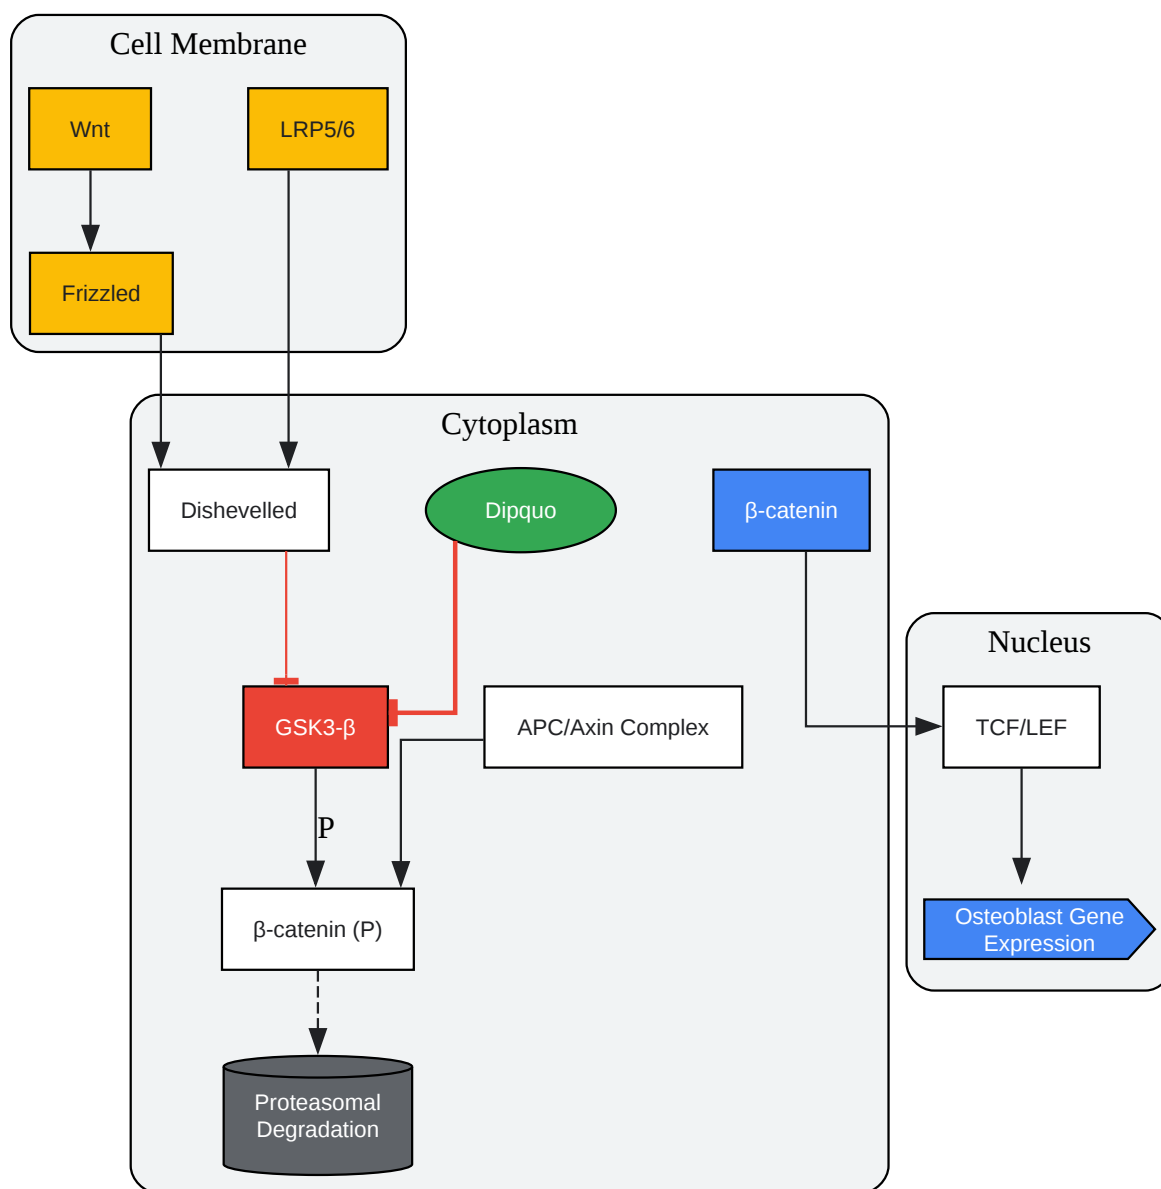 Cell Membrane
Wnt
LRP5/6
Frizzled
Cytoplasm
Dishevelled
Dipquo
β-catenin
Nucleus
GSK3-β
APC/Axin Complex
TCF/LEF
P
β-catenin (P)
Osteoblast Gene
Expression
Proteasomal
Degradation